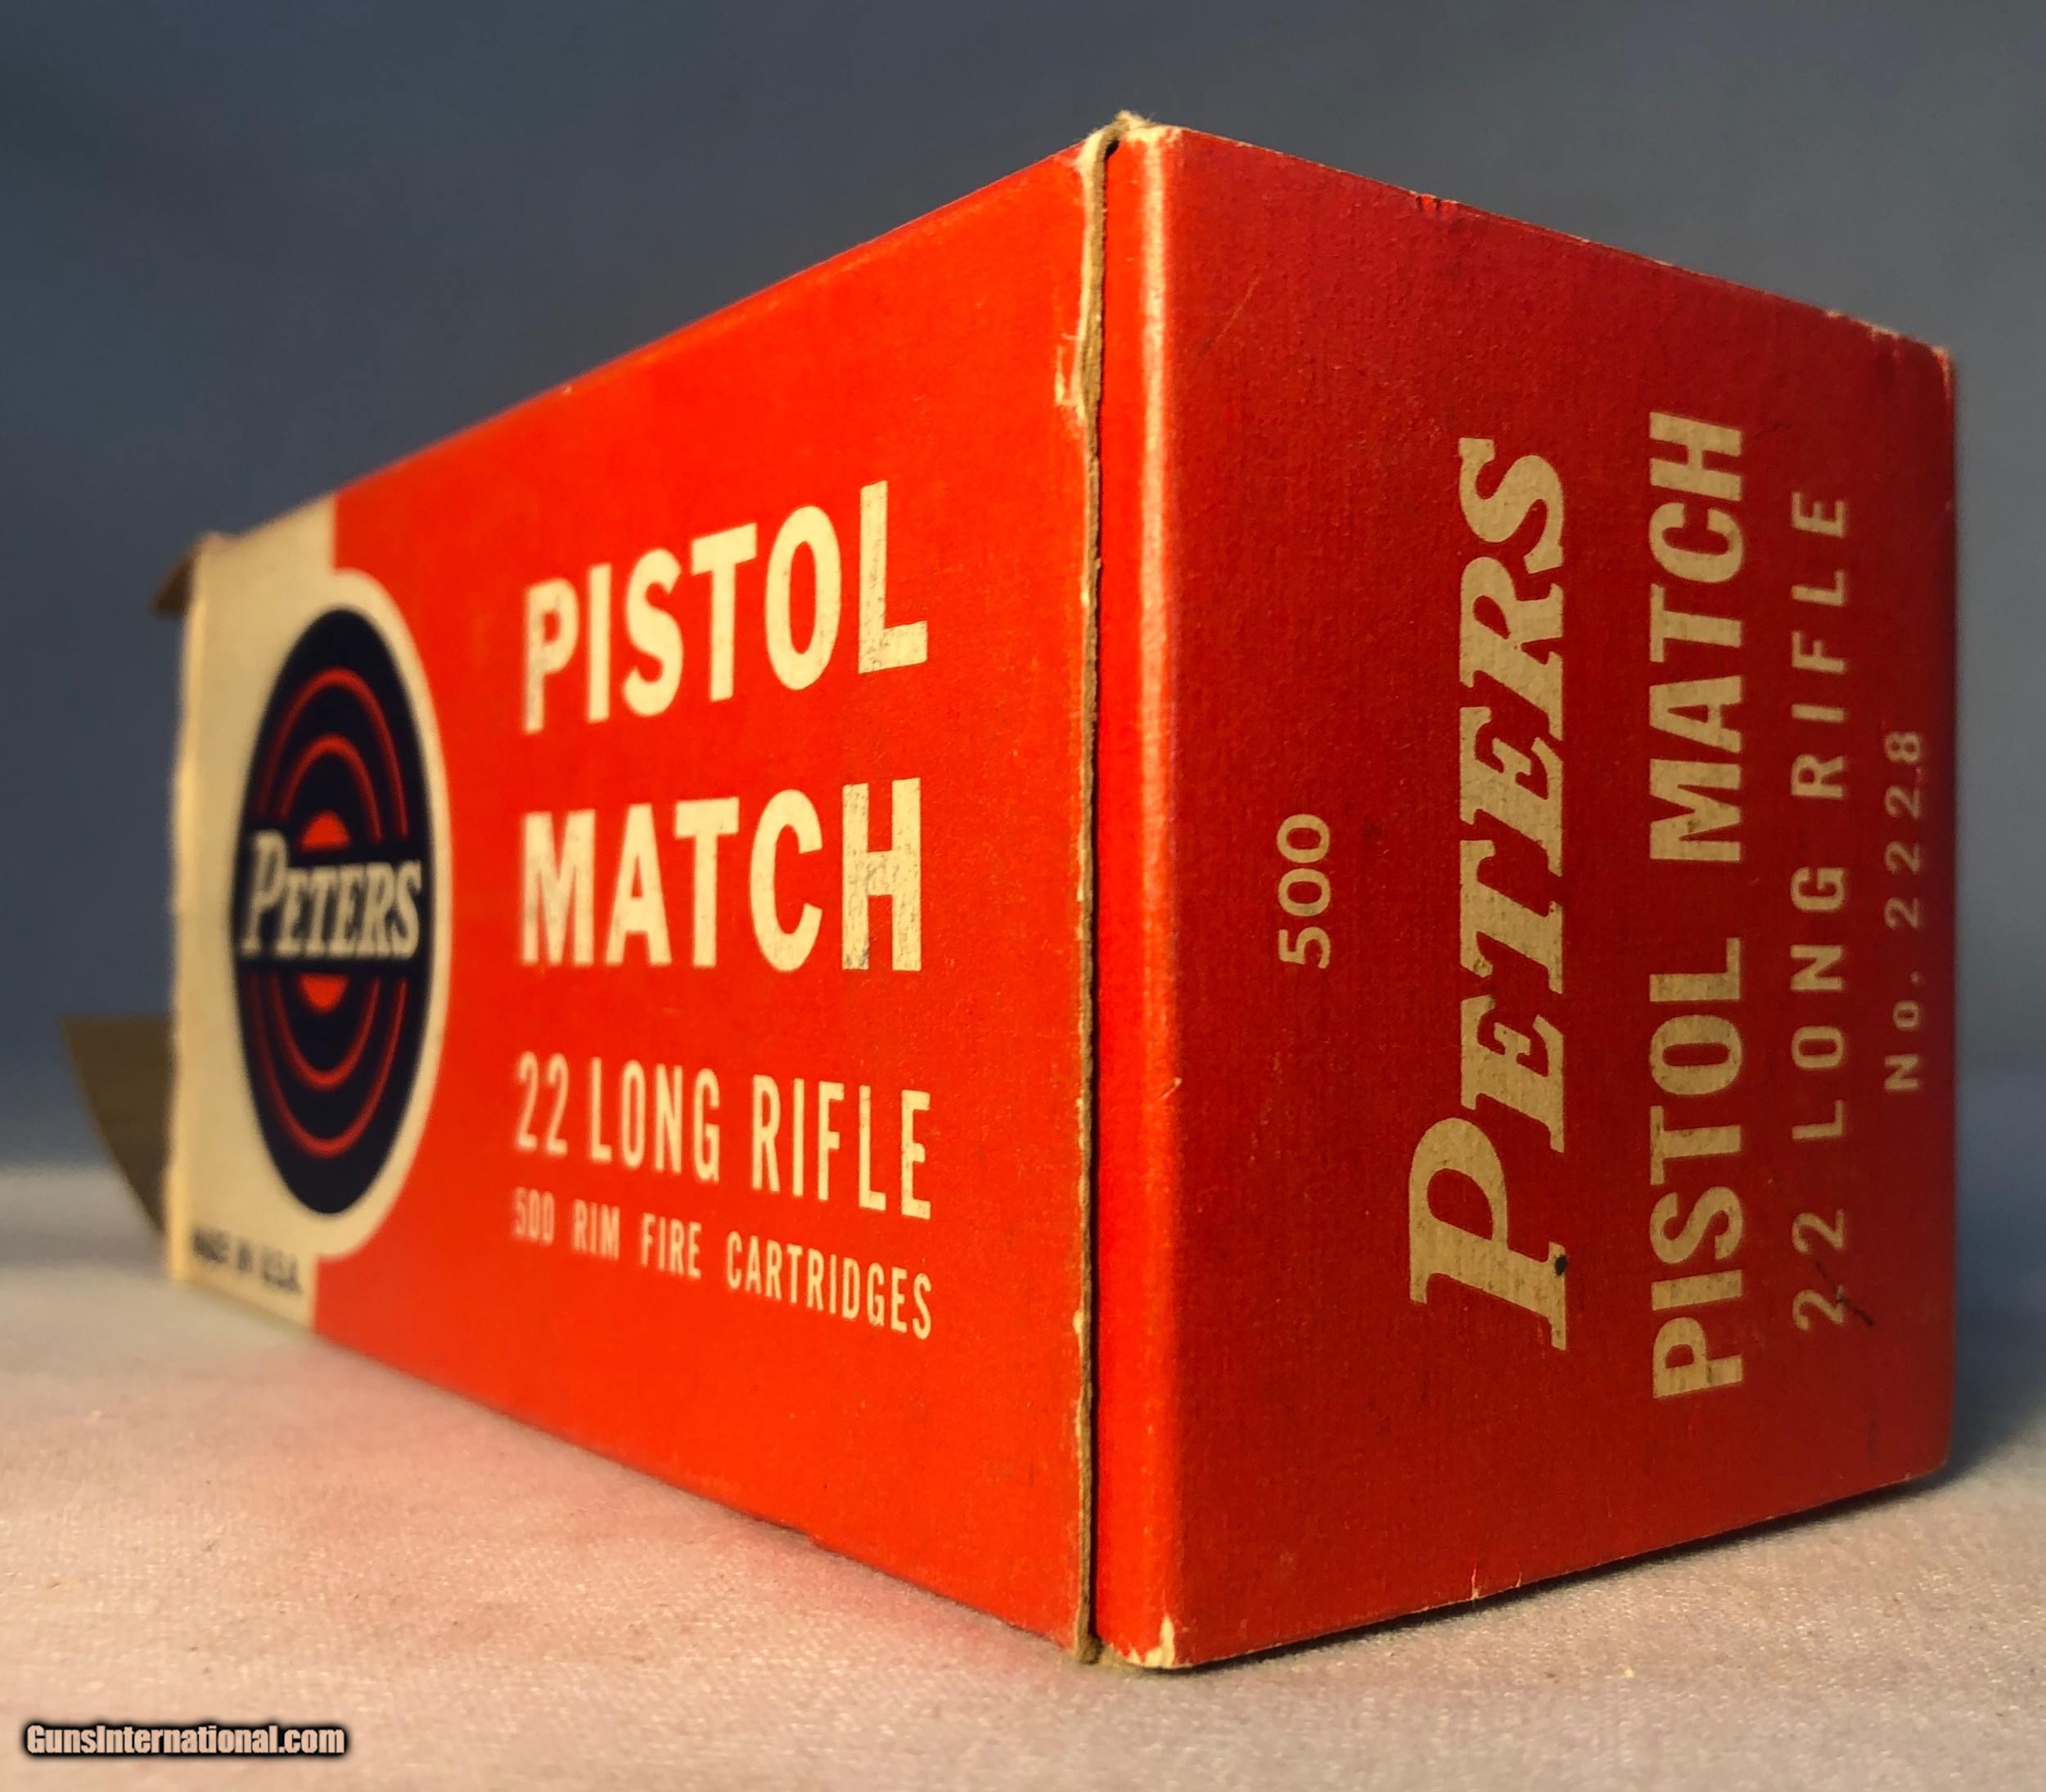 PETERS
MADE IN U.S.A.
PISTOL
MATCH
22 LONG RIFLE
500 RIM FIRE CARTRIDGES
500
PETERS
PISTOL MATCH
22 LONG RIFLE
No. 2228
GunsInternational.com